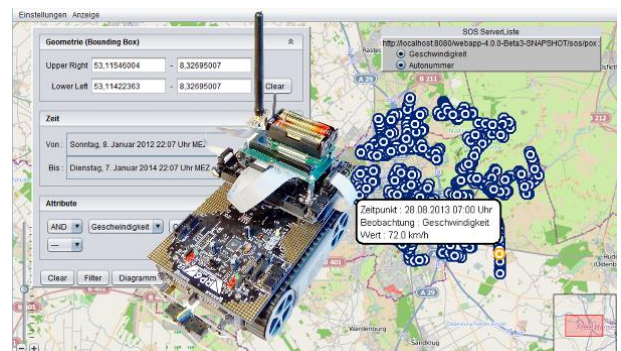 Einstellungen Anzeige
Geometrie (Bounding Box)
Upper Right 53,11546004 - 8,32695007
Lower Left 53,11422363 - 8,32695007 Clear
Zeit
Von : Sonntag, 8. Januar 2012 22:07 Uhr MEZ
Bis : Dienstag, 7. Januar 2014 22:07 Uhr MEZ
Attribute
AND Geschwindigkeit
---
Clear Filter Diagramm
SOS ServerListe
http://localhost:8080/webapp-4.0.0-Beta3-SNAPSHOT/sos/pox :
Geschwindigkeit
Autonummer
A 29 B 211
Zeitpunkt : 28.08.2013 07:00 Uhr
Beobachtung : Geschwindigkeit
Wert : 72.0 km/h
A 29
Wardenburg
Sandkrug